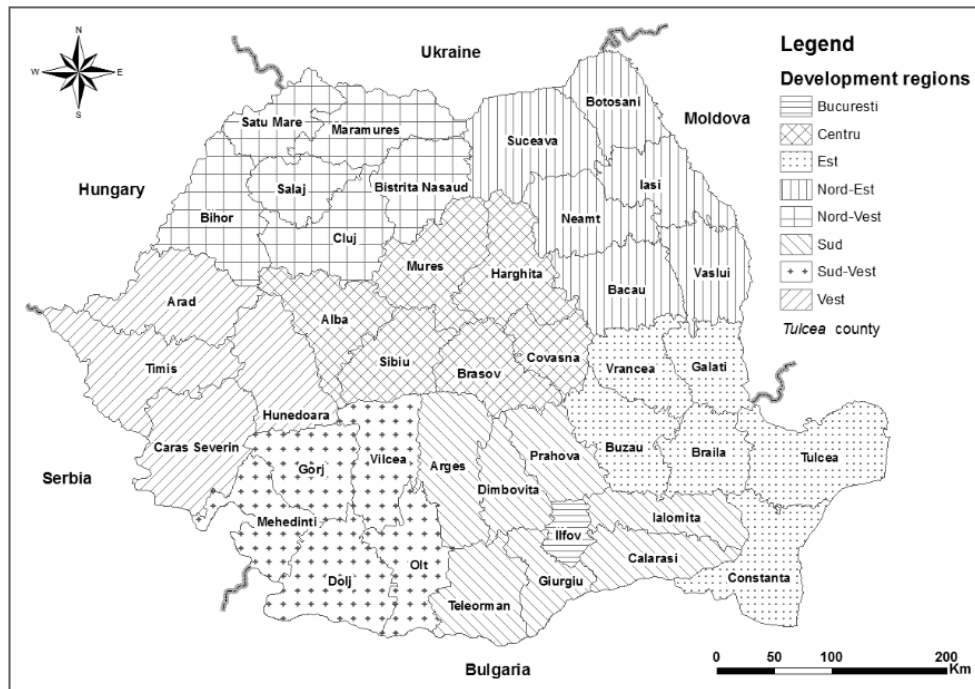 N
W E
S
Ukraine
Moldova
Hungary
Serbia
Bulgaria
Satu Mare
Maramures
Botosani
Suceava
Salaj
Bistrita Nasaud
Iasi
Bihor
Neamt
Cluj
Mures
Harghita
Bacau
Vaslui
Arad
Alba
Timis
Sibiu
Brasov
Covasna
Vrancea
Galati
Hunedoara
Caras Severin
Gorj
Vilcea
Arges
Prahova
Buzau
Braila
Tulcea
Dimbovita
Mehedinti
Ilfov
Ialomita
Dolj
Olt
Giurgiu
Calarasi
Constanta
Teleorman
Legend
Development regions
Bucuresti
Centru
Est
Nord-Est
Nord-Vest
Sud
Sud-Vest
Vest
Tulcea county
0 50 100 200
Km